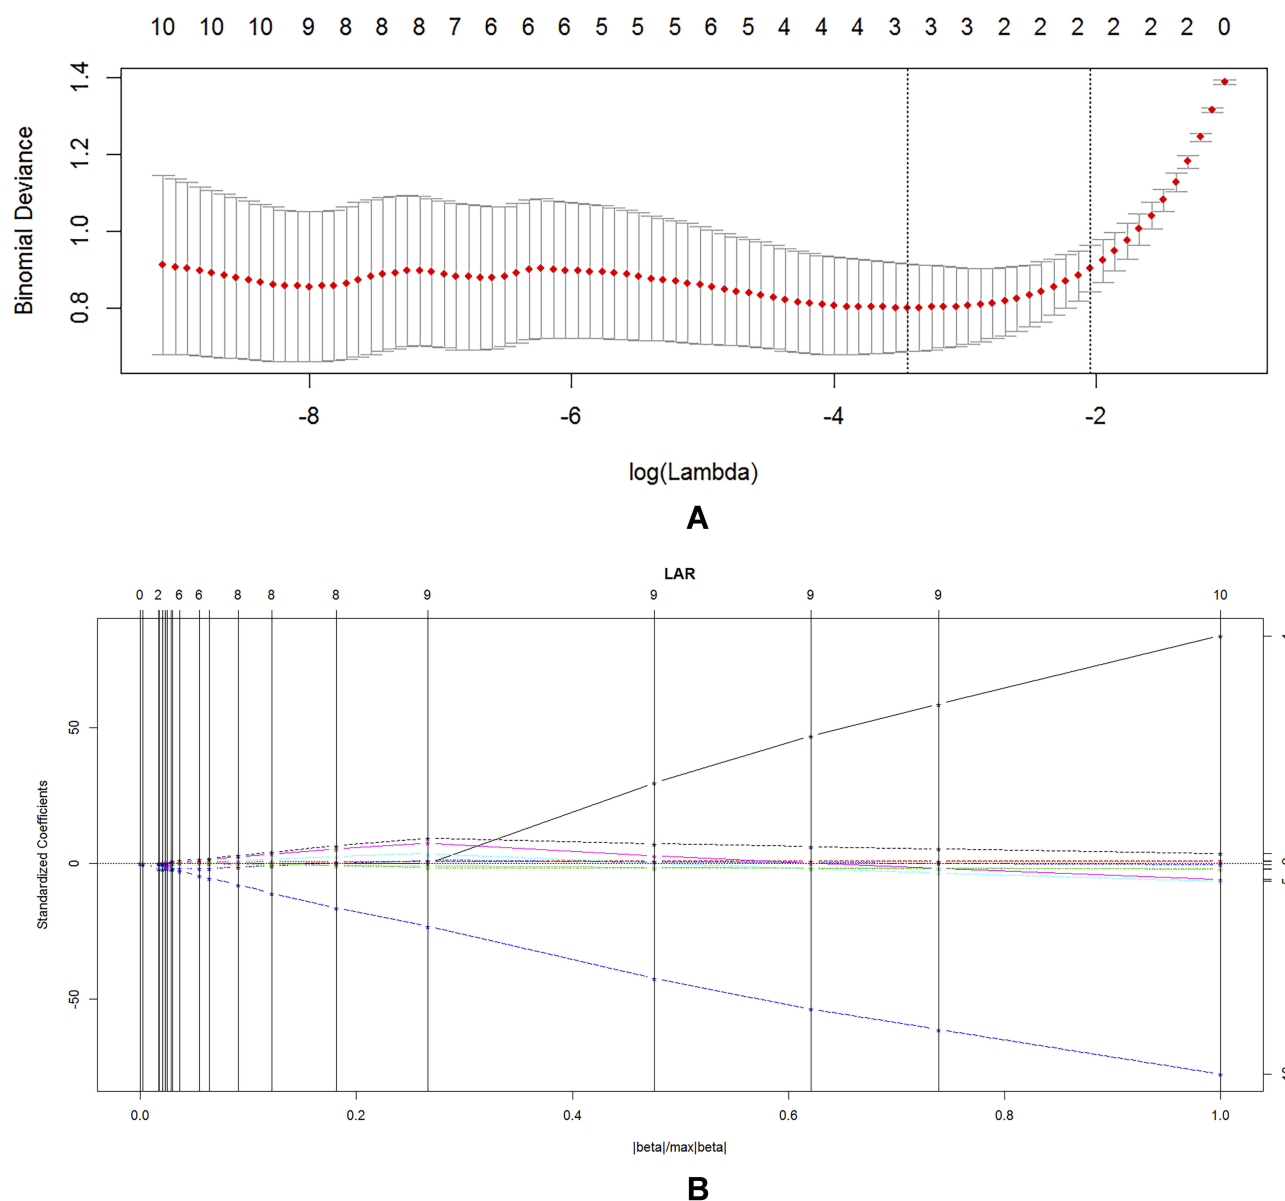 10 10 10 9 8 8 8 7 6 6 6 6 5 5 5 6 5 4 4 4 3 3 3 2 2 2 2 2 2 0
1.4
1.2
1.0
0.8
Binomial Deviance
-8 -6 -4 -2
log(Lambda)
A
LAR
0 2 6 6 8 8 8 9 9 9 9 10
50
0
-50
Standardized Coefficients
0.0 0.2 0.4 0.6 0.8 1.0
|beta|/max|beta|
B